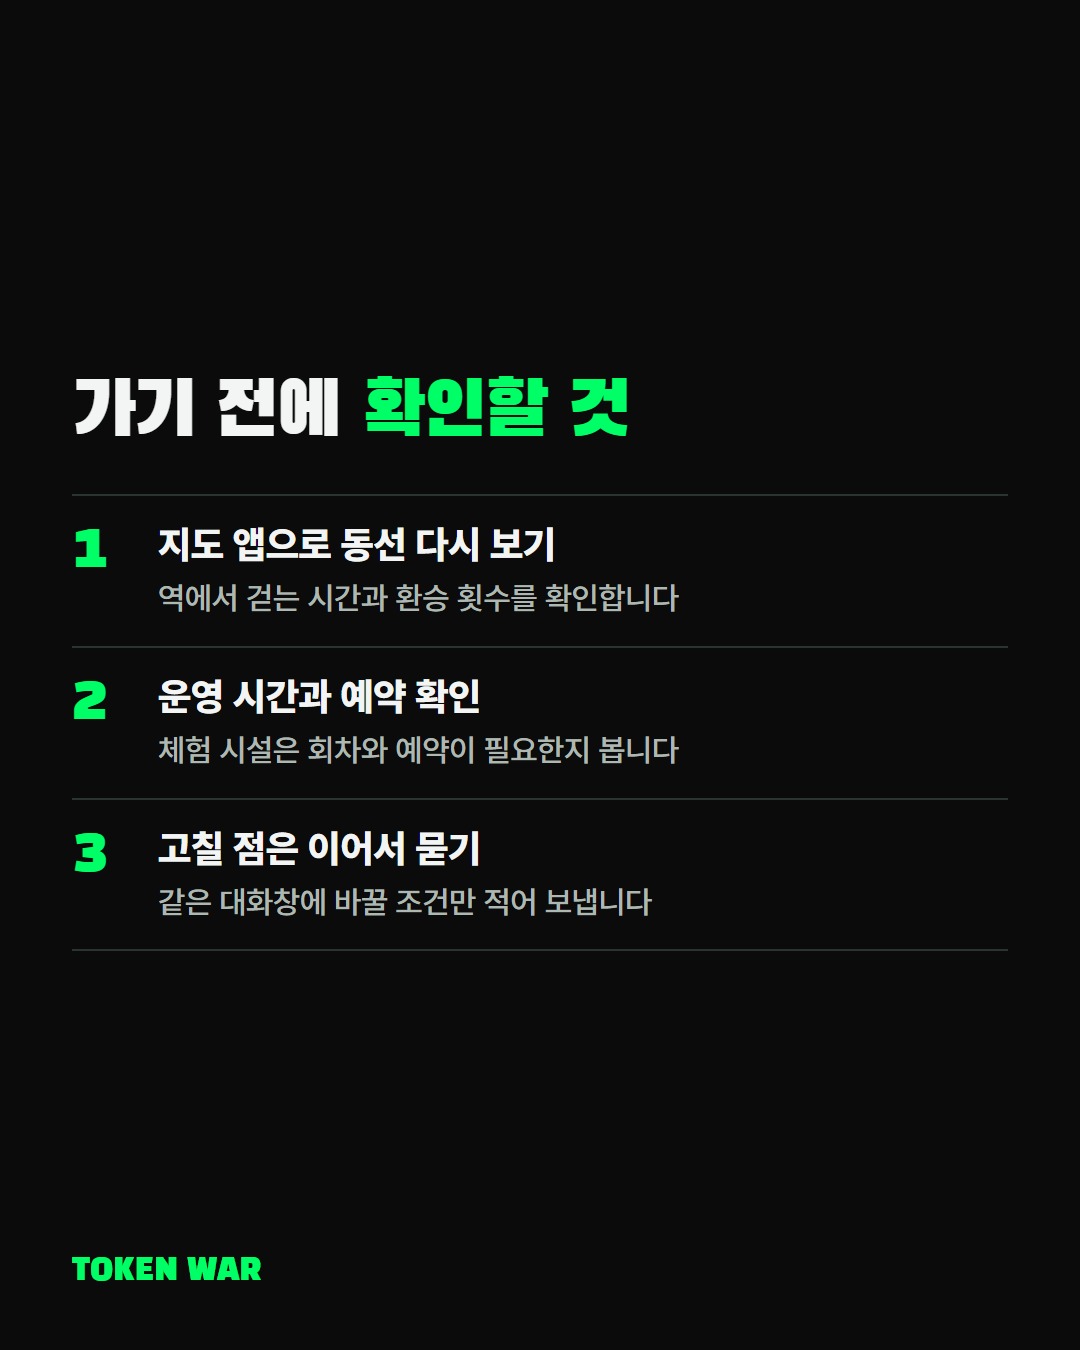 가기 전에 확인할 것
1 지도 앱으로 동선 다시 보기
역에서 걷는 시간과 환승 횟수를 확인합니다
2 운영 시간과 예약 확인
체험 시설은 회차와 예약이 필요한지 봅니다
3 고칠 점은 이어서 묻기
같은 대화창에 바꿀 조건만 적어 보냅니다
TOKEN WAR